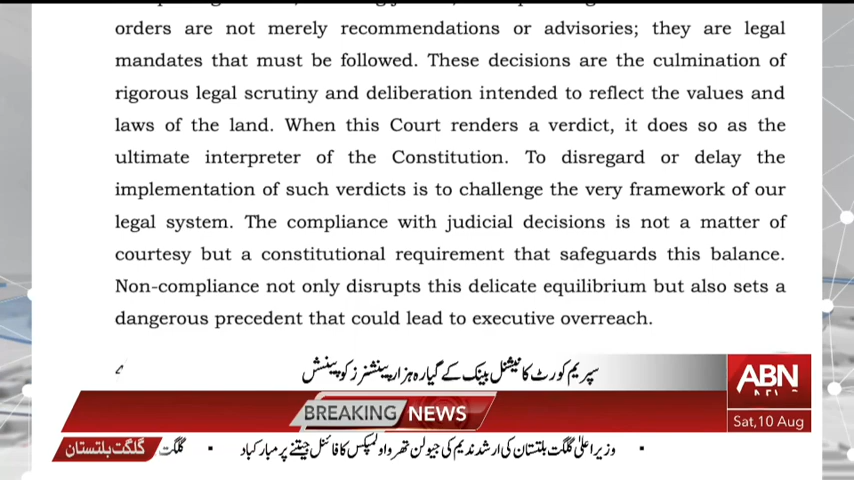 orders are not merely recommendations or advisories; they are legal
mandates that must be followed. These decisions are the culmination of
rigorous legal scrutiny and deliberation intended to reflect the values and
laws of the land. When this Court renders a verdict, it does so as the
ultimate interpreter of the Constitution. To disregard or delay the
implementation of such verdicts is to challenge the very framework of our
legal system. The compliance with judicial decisions is not a matter of
courtesy but a constitutional requirement that safeguards this balance.
Non-compliance not only disrupts this delicate equilibrium but also sets a
dangerous precedent that could lead to executive overreach.
سپریم کورٹ کا نیشنل بینک کے گیارہ ہزار پینشنرز کو پینشن
ABN
BREAKING NEWS
Sat,10 Aug
گلگت بلتستان
وزیراعلیٰ گلگت بلتستان کی ارشد ندیم کی جیولن تھرو اولمپکس کا فائنل جیتنے پر مبارکباد ▪ گلگت